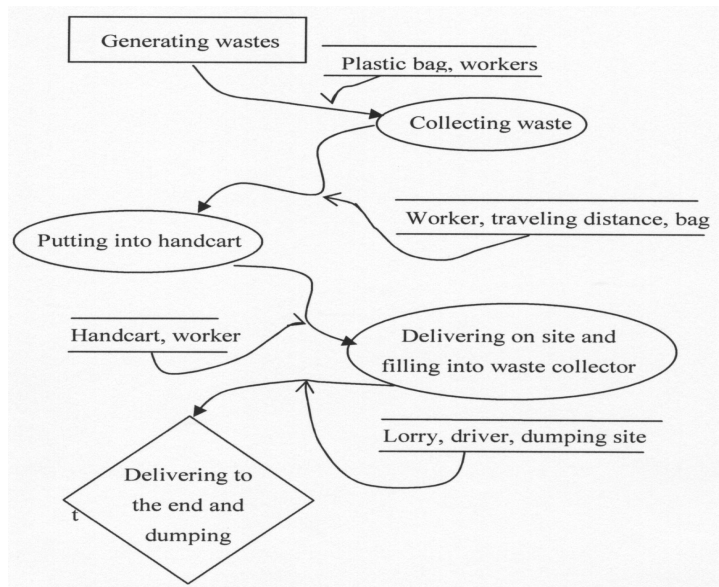 Generating wastes
Plastic bag, workers
Collecting waste
Worker, traveling distance, bag
Putting into handcart
Handcart, worker
Delivering on site and
filling into waste collector
Lorry, driver, dumping site
Delivering to
the end and
t
dumping